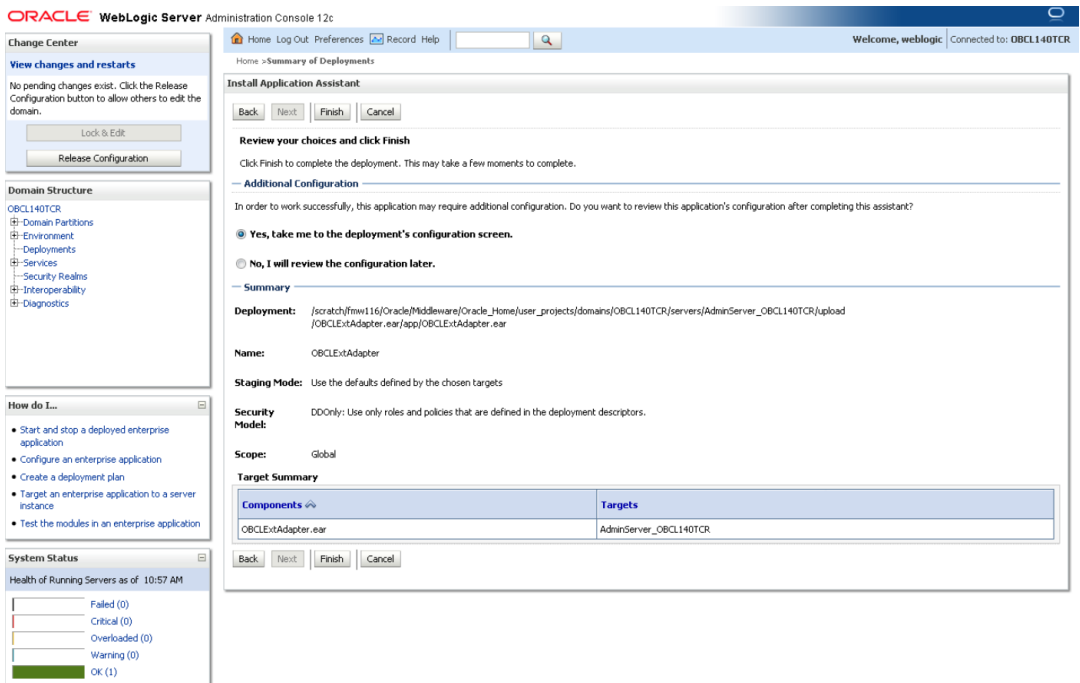 ORACLE WebLogic Server Administration Console 12c
Change Center
View changes and restarts
No pending changes exist. Click the Release
Configuration button to allow others to edit the
domain.
Lock & Edit
Release Configuration
Domain Structure
OBCL140TCR
Domain Partitions
Environment
Deployments
Services
Security Realms
Interoperability
Diagnostics
How do I...
Start and stop a deployed enterprise
application
Configure an enterprise application
Create a deployment plan
Target an enterprise application to a server
instance
Test the modules in an enterprise application
System Status
Health of Running Servers as of 10:57 AM
Failed (0)
Critical (0)
Overloaded (0)
Warning (0)
OK (1)
Home Log Out Preferences Record Help
Welcome, weblogic Connected to: OBCL140TCR
Home >Summary of Deployments
Install Application Assistant
Back Next Finish Cancel
Review your choices and click Finish
Click Finish to complete the deployment. This may take a few moments to complete.
Additional Configuration
In order to work successfully, this application may require additional configuration. Do you want to review this application's configuration after completing this assistant?
Yes, take me to the deployment's configuration screen.
No, I will review the configuration later.
Summary
Deployment: /scratch/fmw116/Oracle/Middleware/Oracle_Home/user_projects/domains/OBCL140TCR/servers/AdminServer_OBCL140TCR/upload
/OBCLExtAdapter.ear/app/OBCLExtAdapter.ear
Name: OBCLExtAdapter
Staging Mode: Use the defaults defined by the chosen targets
Security DDOnly: Use only roles and policies that are defined in the deployment descriptors.
Model:
Scope: Global
Target Summary
Components Targets
OBCLExtAdapter.ear AdminServer_OBCL140TCR
Back Next Finish Cancel